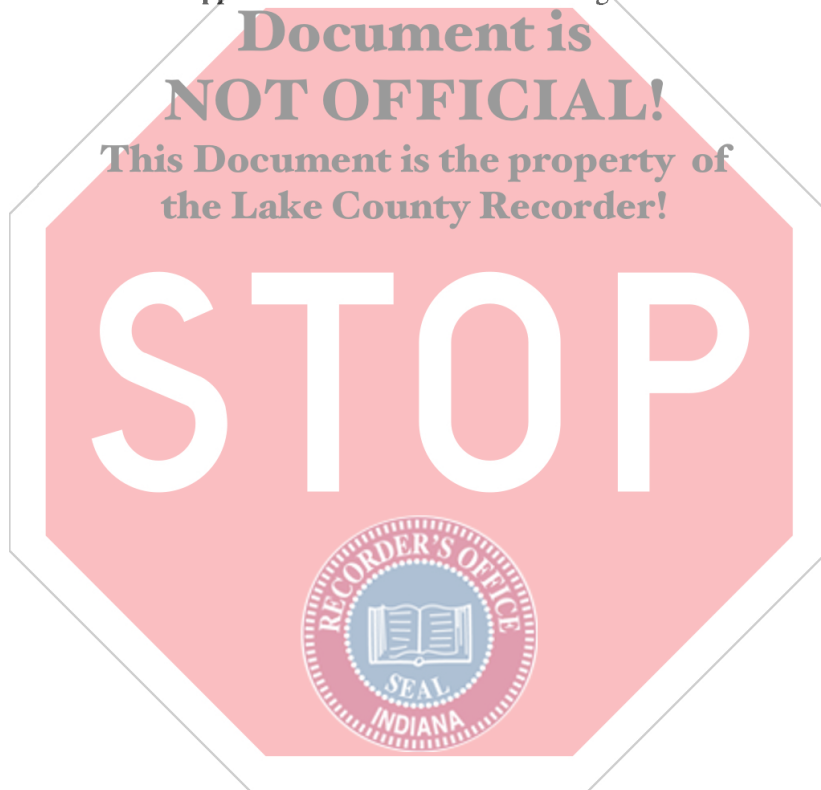 Document is
NOT OFFICIAL!
This Document is the property of
the Lake County Recorder!
STOP
RECORDER'S OFFICE
SEAL
INDIANA